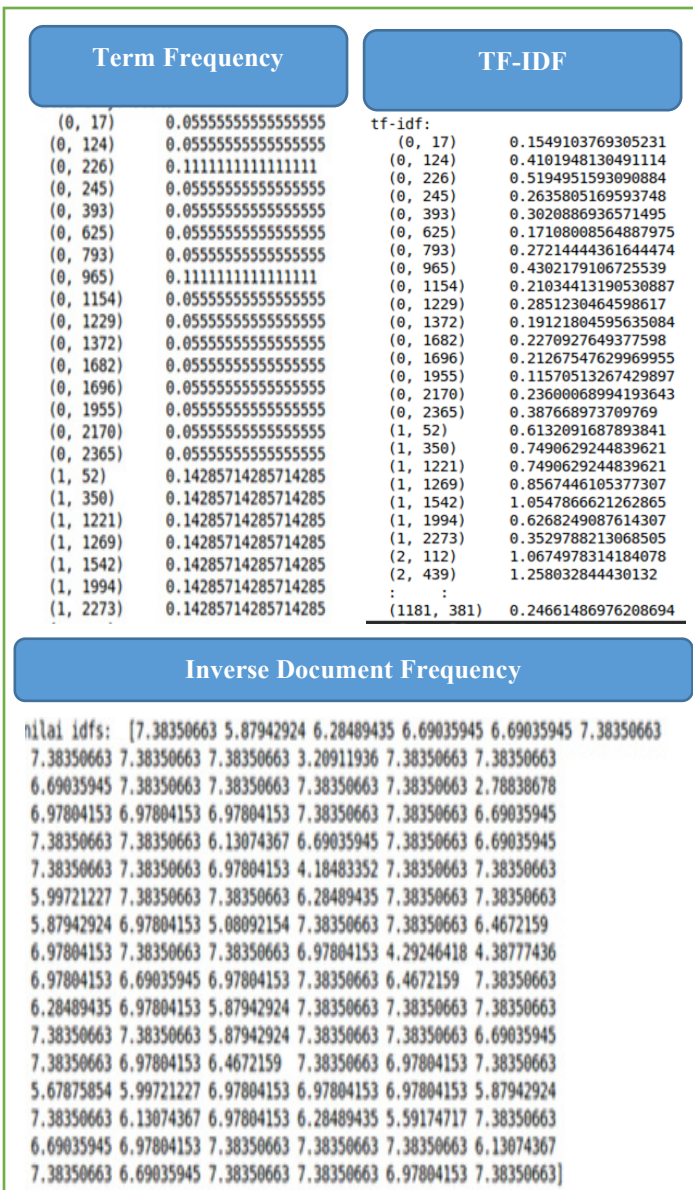 Term Frequency
(0, 17) 0.05555555555555555
(0, 124) 0.05555555555555555
(0, 226) 0.1111111111111111
(0, 245) 0.05555555555555555
(0, 393) 0.05555555555555555
(0, 625) 0.05555555555555555
(0, 793) 0.05555555555555555
(0, 965) 0.1111111111111111
(0, 1154) 0.05555555555555555
(0, 1229) 0.05555555555555555
(0, 1372) 0.05555555555555555
(0, 1682) 0.05555555555555555
(0, 1696) 0.05555555555555555
(0, 1955) 0.05555555555555555
(0, 2170) 0.05555555555555555
(0, 2365) 0.05555555555555555
(1, 52) 0.14285714285714285
(1, 350) 0.14285714285714285
(1, 1221) 0.14285714285714285
(1, 1269) 0.14285714285714285
(1, 1542) 0.14285714285714285
(1, 1994) 0.14285714285714285
(1, 2273) 0.14285714285714285
TF-IDF
tf-idf:
(0, 17) 0.1549103769305231
(0, 124) 0.4101948130491114
(0, 226) 0.5194951593090884
(0, 245) 0.2635805169593748
(0, 393) 0.3020886936571495
(0, 625) 0.17108008564887975
(0, 793) 0.27214444361644474
(0, 965) 0.4302179106725539
(0, 1154) 0.21034413190530887
(0, 1229) 0.2851230464598617
(0, 1372) 0.19121804595635084
(0, 1682) 0.2270927649377598
(0, 1696) 0.21267547629969955
(0, 1955) 0.11570513267429897
(0, 2170) 0.23600068994193643
(0, 2365) 0.387668973709769
(1, 52) 0.6132091687893841
(1, 350) 0.7490629244839621
(1, 1221) 0.7490629244839621
(1, 1269) 0.8567446105377307
(1, 1542) 1.0547866621262865
(1, 1994) 0.6268249087614307
(1, 2273) 0.3529788213068505
(2, 112) 1.0674978314184078
(2, 439) 1.258032844430132
: :
(1181, 381) 0.24661486976208694
Inverse Document Frequency
nilai idfs: [7.38350663 5.87942924 6.28489435 6.69035945 6.69035945 7.38350663
7.38350663 7.38350663 7.38350663 3.20911936 7.38350663 7.38350663
6.69035945 7.38350663 7.38350663 7.38350663 7.38350663 2.78838678
6.97804153 6.97804153 6.97804153 7.38350663 7.38350663 6.69035945
7.38350663 7.38350663 6.13074367 6.69035945 7.38350663 6.69035945
7.38350663 7.38350663 6.97804153 4.18483352 7.38350663 7.38350663
5.99721227 7.38350663 7.38350663 6.28489435 7.38350663 7.38350663
5.87942924 6.97804153 5.08092154 7.38350663 7.38350663 6.4672159
6.97804153 7.38350663 7.38350663 6.97804153 4.29246418 4.38777436
6.97804153 6.69035945 6.97804153 7.38350663 6.4672159 7.38350663
6.28489435 6.97804153 5.87942924 7.38350663 7.38350663 7.38350663
7.38350663 7.38350663 5.87942924 7.38350663 7.38350663 6.69035945
7.38350663 6.97804153 6.4672159 7.38350663 6.97804153 7.38350663
5.67875854 5.99721227 6.97804153 6.97804153 6.97804153 5.87942924
7.38350663 6.13074367 6.97804153 6.28489435 5.59174717 7.38350663
6.69035945 6.97804153 7.38350663 7.38350663 7.38350663 6.13074367
7.38350663 6.69035945 7.38350663 7.38350663 6.97804153 7.38350663]